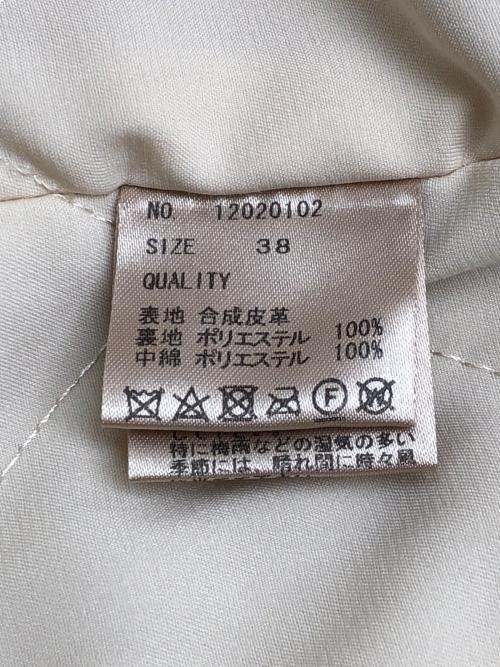 NO 12020102
SIZE 38
QUALITY
表地 合成皮革
裏地 ポリエステル 100%
中綿 ポリエステル 100%
F W
特に梅雨などの湿気の多い
季節には、晴れ間に時々風